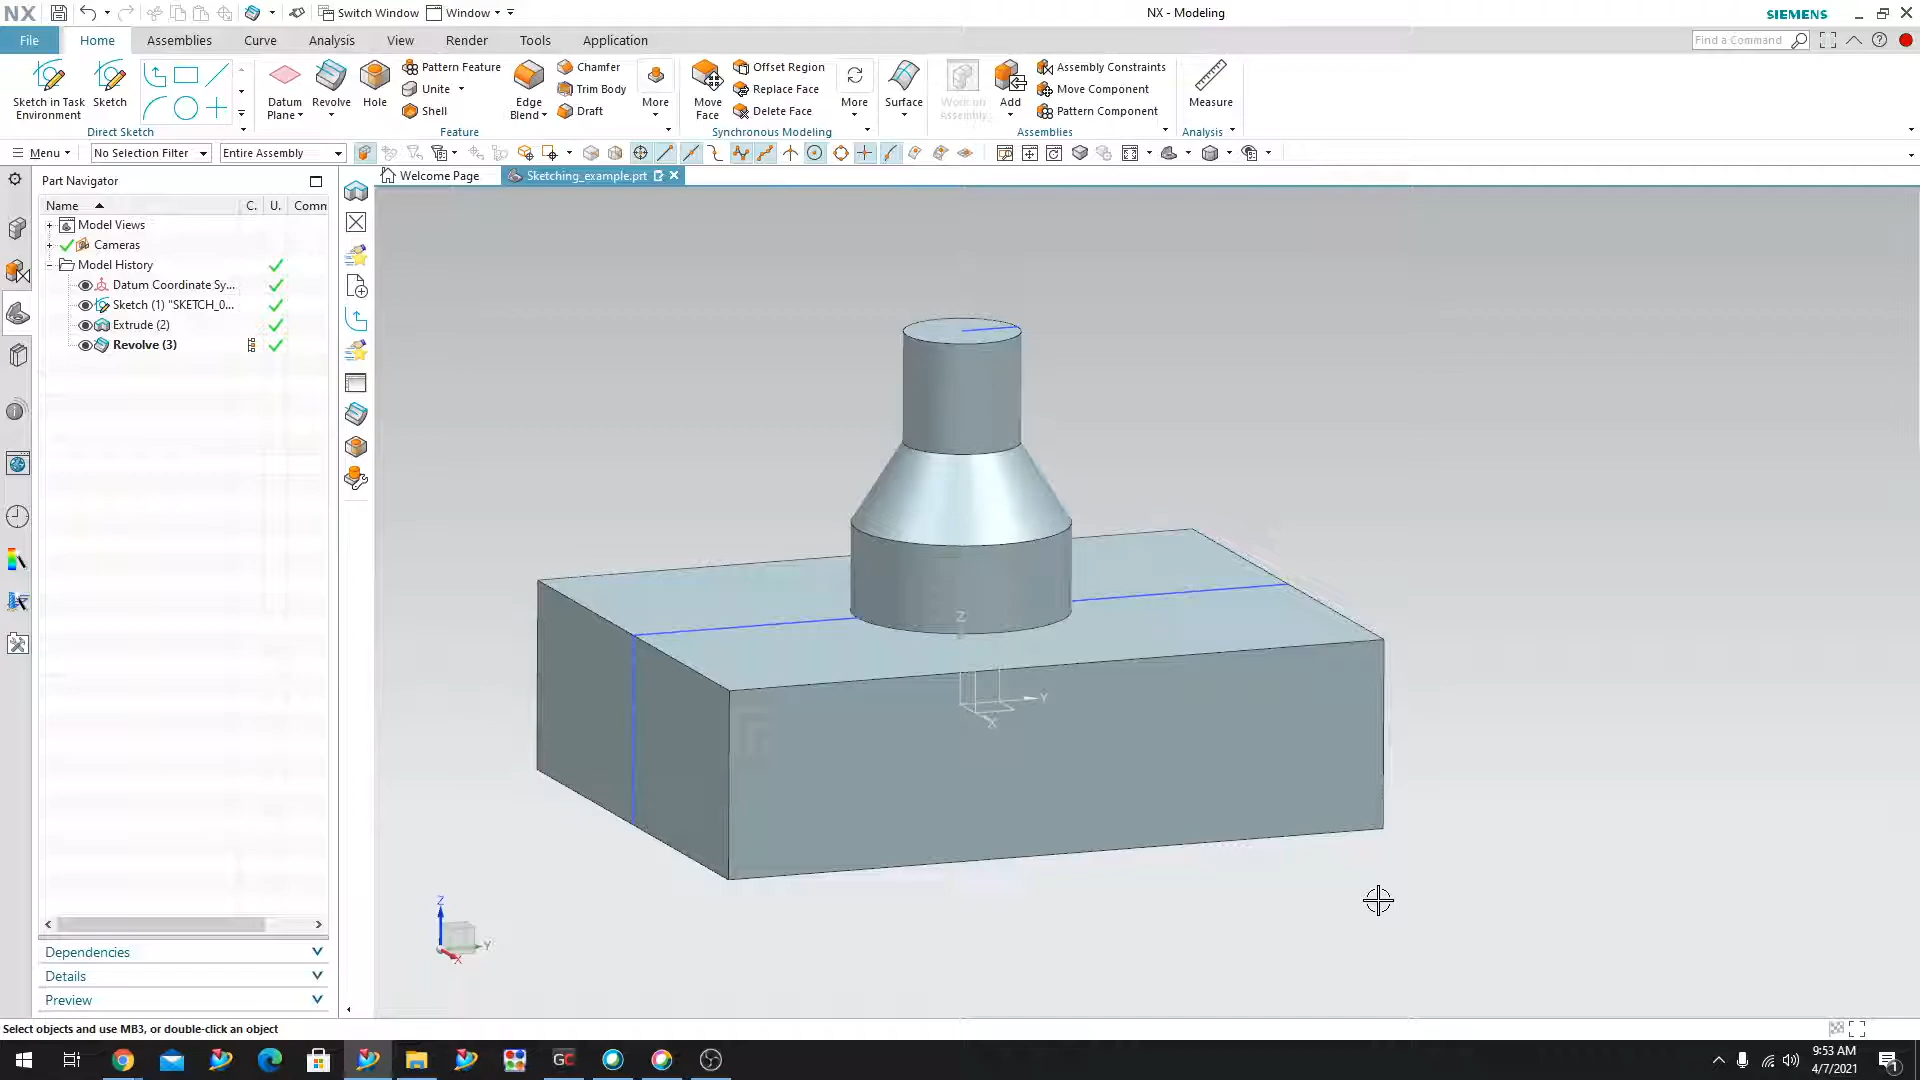 NX Switch Window Window NX - Modeling SIEMENS
File Home Assemblies Curve Analysis View Render Tools Application Find a Command
Sketch in Task Environment Sketch Datum Plane Revolve Hole Pattern Feature Unite Shell Edge Blend Chamfer Trim Body Draft More Move Face Offset Region Replace Face Delete Face More Surface Work on Assembly Add Assembly Constraints Move Component Pattern Component Measure
Direct Sketch Feature Synchronous Modeling Assemblies Analysis
Menu No Selection Filter Entire Assembly
Part Navigator Welcome Page Sketching_example.prt
Name C. U. Comm
Model Views
Cameras
Model History
Datum Coordinate Sy...
Sketch (1) "SKETCH_0...
Extrude (2)
Revolve (3)
Z
Y
X
Z
Y
X
Dependencies
Details
Preview
Select objects and use MB3, or double-click an object
GC
9:53 AM
4/7/2021
1